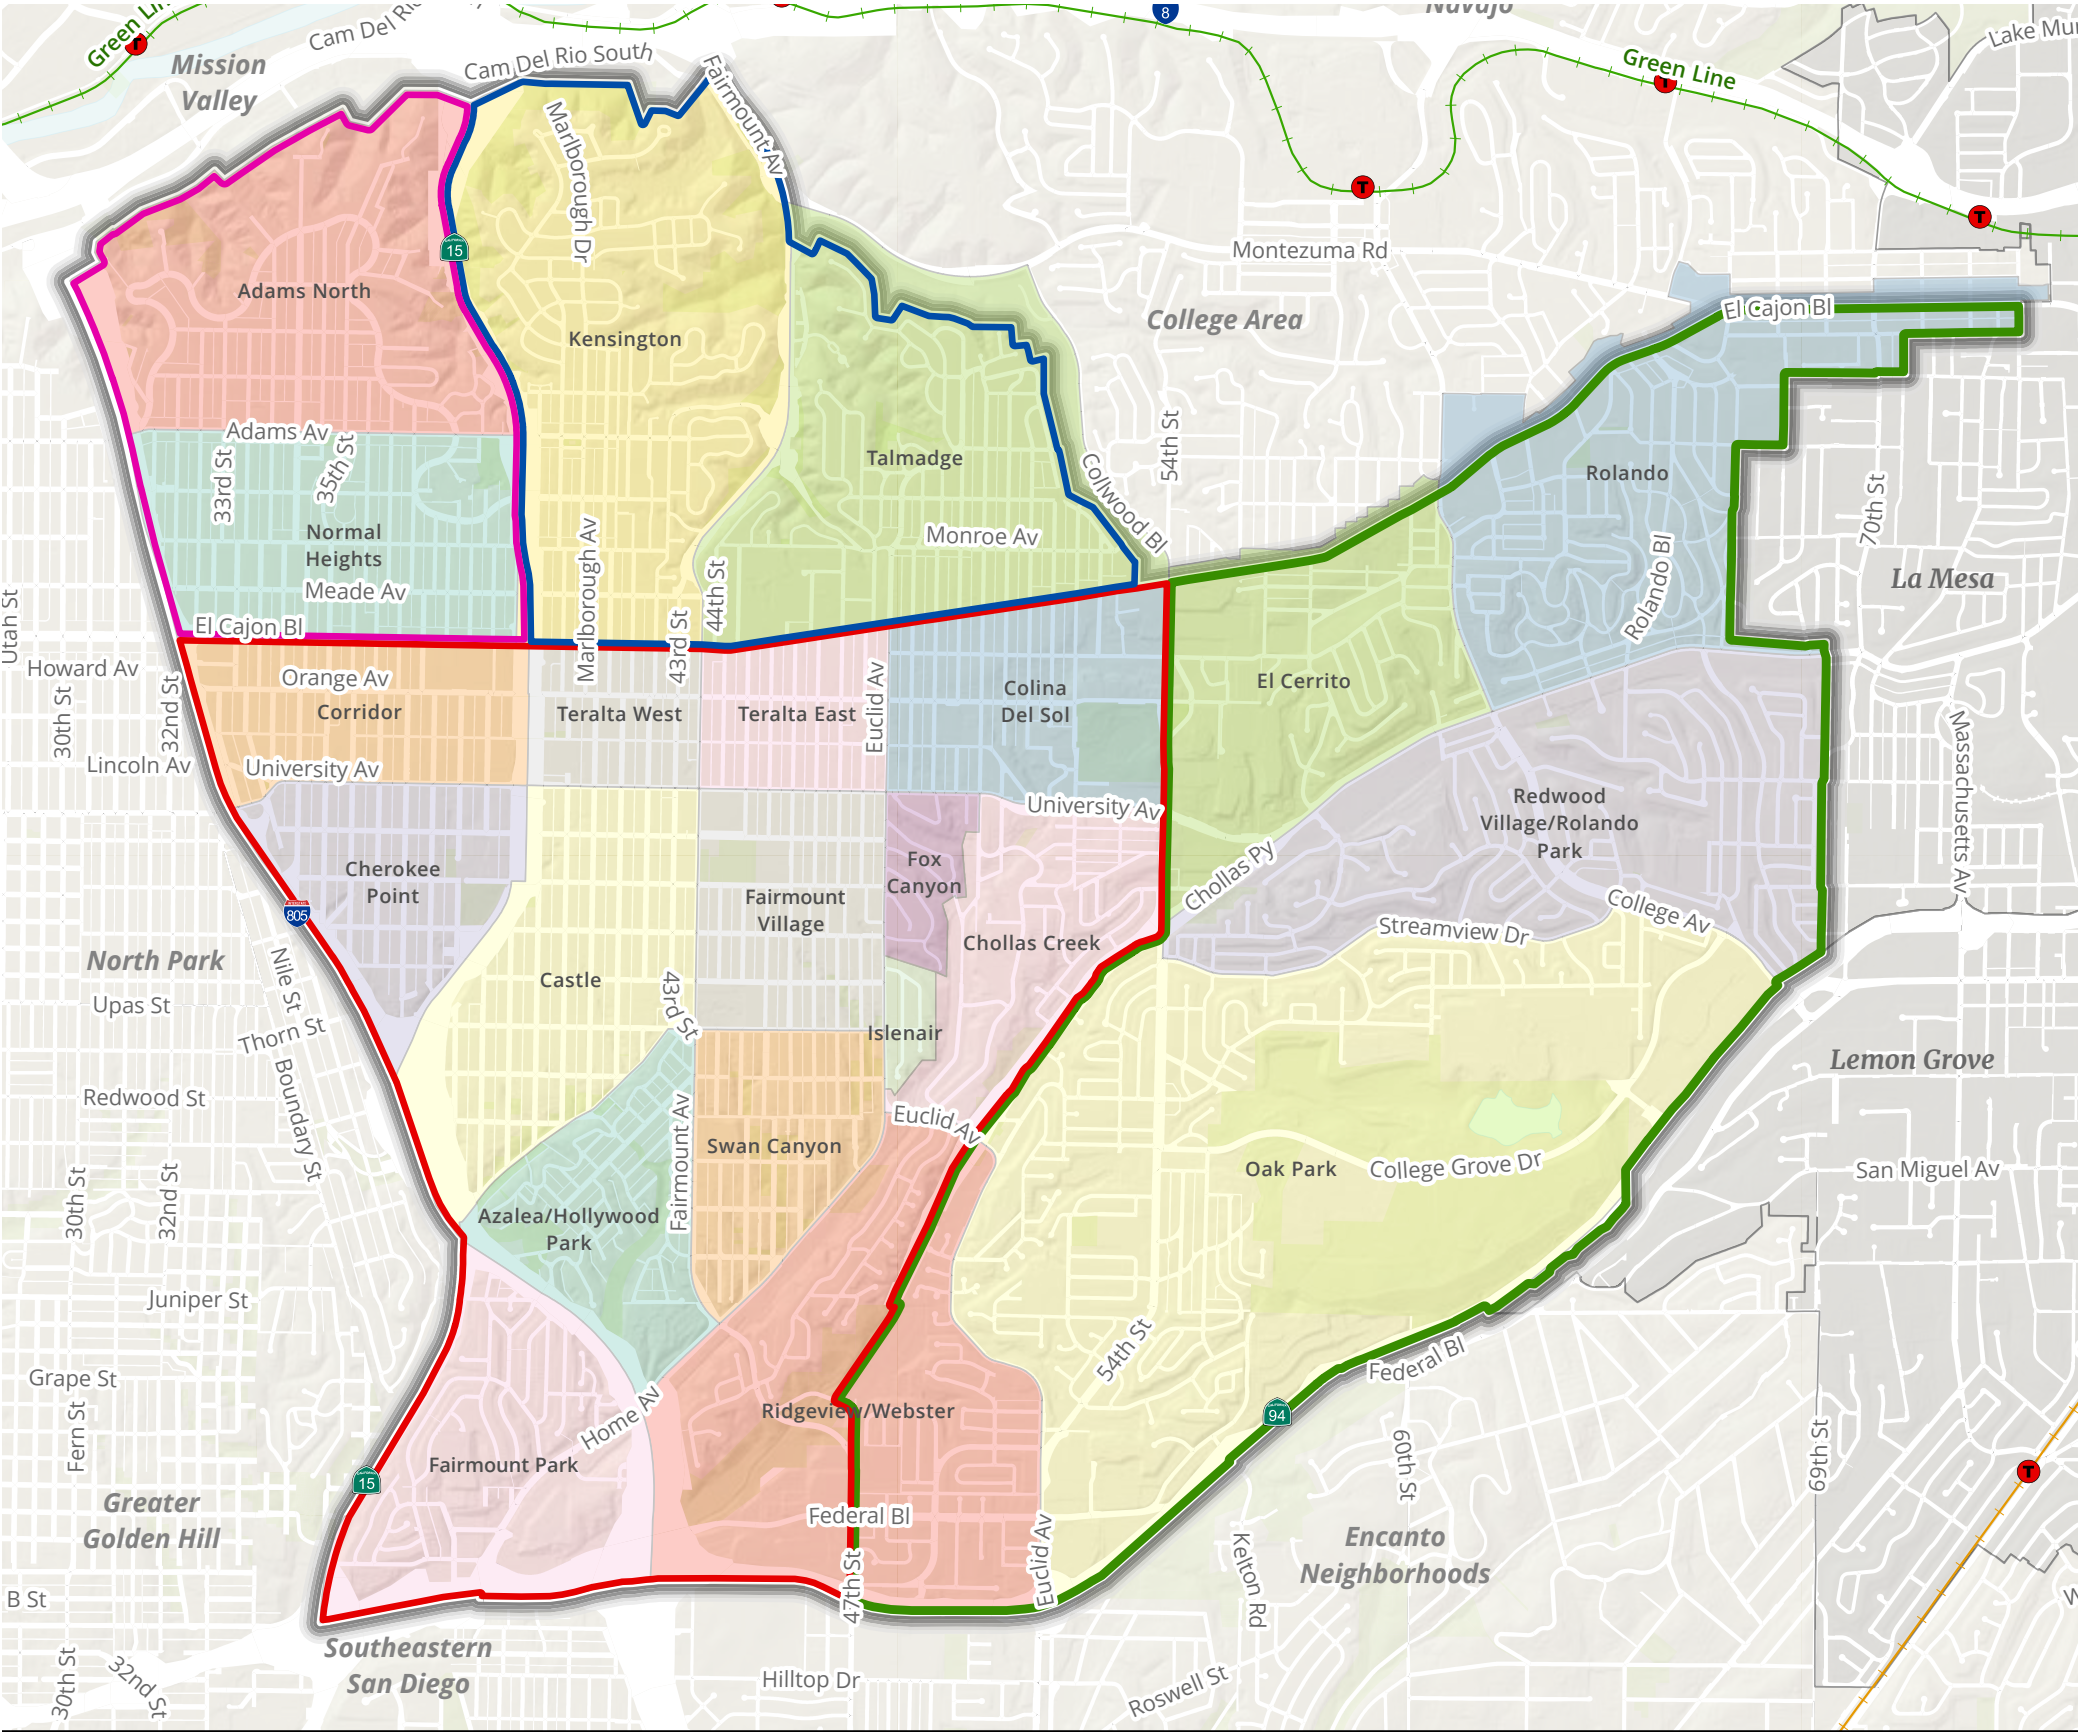 Green Lin
T
Cam Del Rio
Cam Del Rio South
8
Navajo
Lake Mur
Mission
Valley
Fairmount Av
Green Line
T
Marlborough Dr
T
T
15
Montezuma Rd
Adams North
El Cajon Bl
College Area
Kensington
Adams Av
33rd St
35th St
Talmadge
Collwood Bl
54th St
Rolando
70th St
Normal
Heights
Monroe Av
Meade Av
Marlborough Av
44th St
Rolando Bl
La Mesa
Utah St
El Cajon Bl
43rd St
Howard Av
Orange Av
Corridor
30th St
32nd St
Teralta West
Teralta East
Euclid Av
Colina
Del Sol
El Cerrito
Massachusetts Av
Lincoln Av
University Av
University Av
Redwood
Village/Rolando
Park
Cherokee
Point
Fox
Canyon
Chollas Py
805
Fairmount
Village
College Av
Streamview Dr
Chollas Creek
North Park
Nile St
Castle
43rd St
Upas St
Thorn St
Islenair
Lemon Grove
Redwood St
Boundary St
Fairmount Av
Euclid Av
Swan Canyon
Oak Park
College Grove Dr
San Miguel Av
30th St
32nd St
Azalea/Hollywood
Park
Juniper St
54th St
Federal Bl
Grape St
Fern St
Home Av
Ridgeview/Webster
94
60th St
69th St
Fairmount Park
15
T
Greater
Golden Hill
Federal Bl
Euclid Av
Kelton Rd
Encanto
Neighborhoods
B St
47th St
W
Southeastern
San Diego
30th St
32nd St
Hilltop Dr
Roswell St